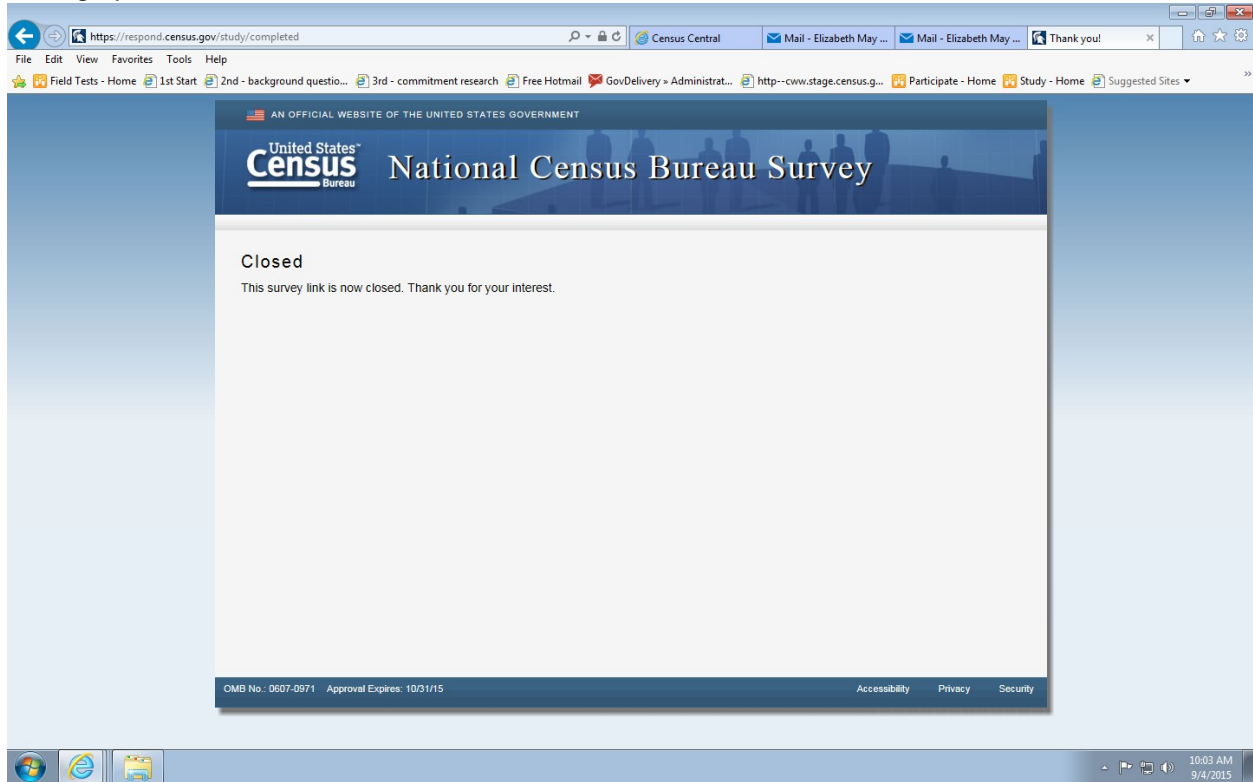 https://respond.census.gov/study/completed
Census Central
Mail - Elizabeth May ...
Mail - Elizabeth May ...
Thank you!
File Edit View Favorites Tools Help
Field Tests - Home 1st Start 2nd - background questio... 3rd - commitment research Free Hotmail GovDelivery » Administrat... http--cww.stage.census.g... Participate - Home Study - Home Suggested Sites
AN OFFICIAL WEBSITE OF THE UNITED STATES GOVERNMENT
United States™
Census
Bureau
National Census Bureau Survey
Closed
This survey link is now closed. Thank you for your interest.
OMB No.: 0607-0971 Approval Expires: 10/31/15 Accessibility Privacy Security
10:03 AM
9/4/2015